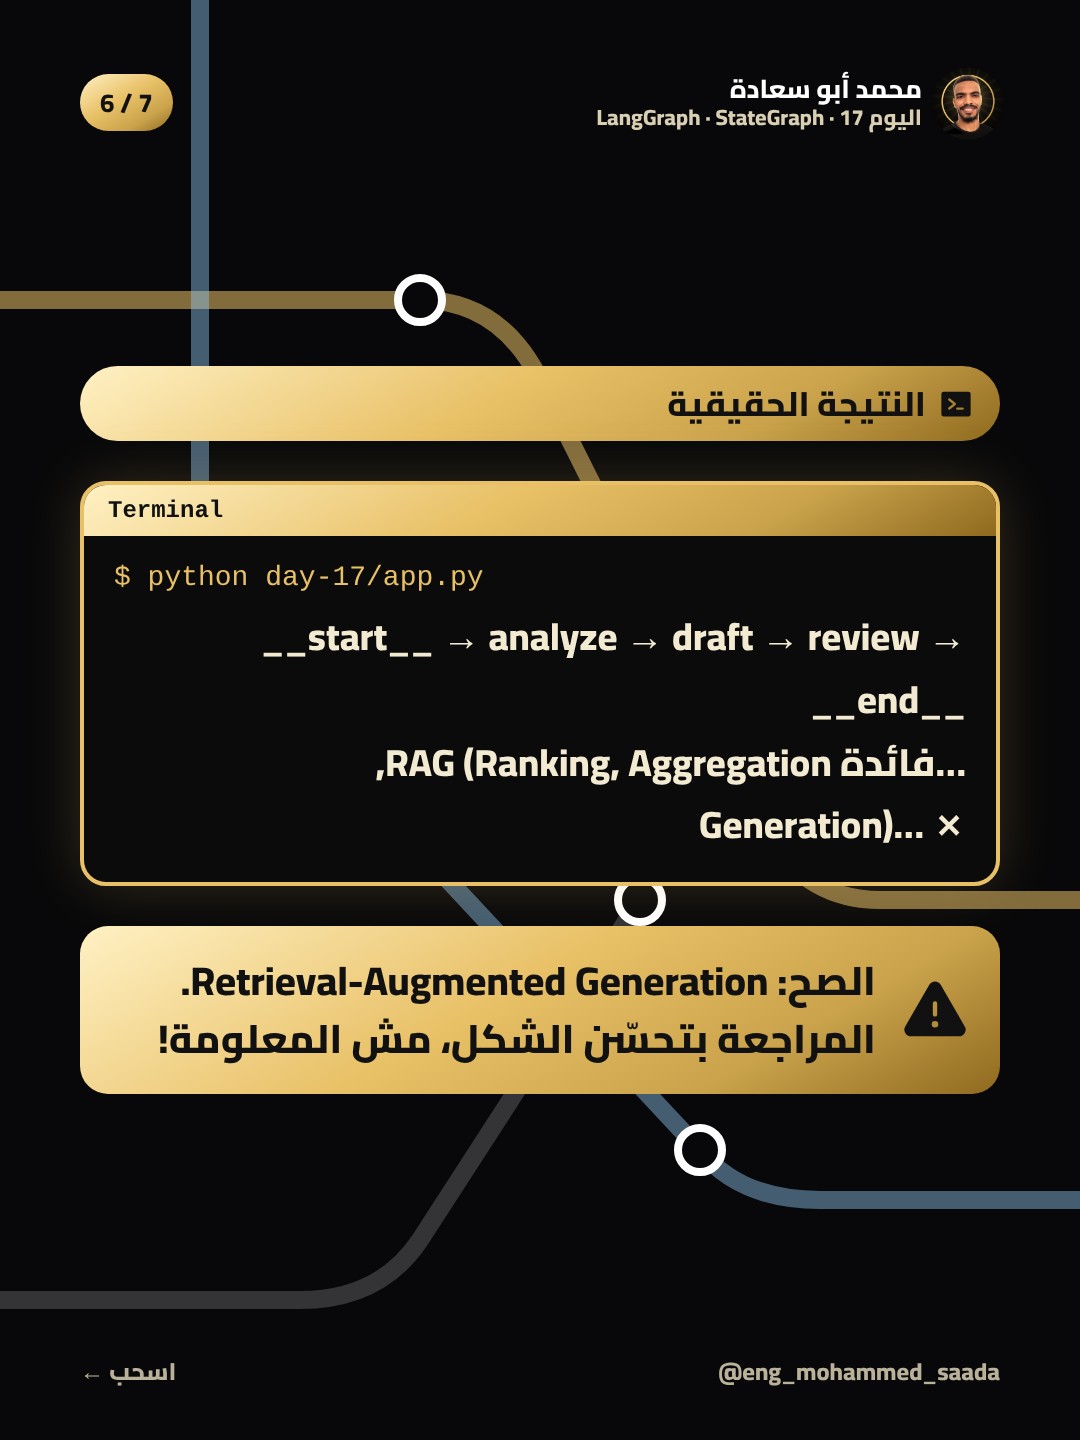 محمد أبو سعادة
اليوم 17 · LangGraph · StateGraph
6 / 7
النتيجة الحقيقية
Terminal
$ python day-17/app.py
__start__ → analyze → draft → review →
__end__
...فائدة RAG (Ranking, Aggregation,
Generation)... ✕
الصح: Retrieval-Augmented Generation.
المراجعة بتحسّن الشكل، مش المعلومة!
@eng_mohammed_saada
اسحب ←